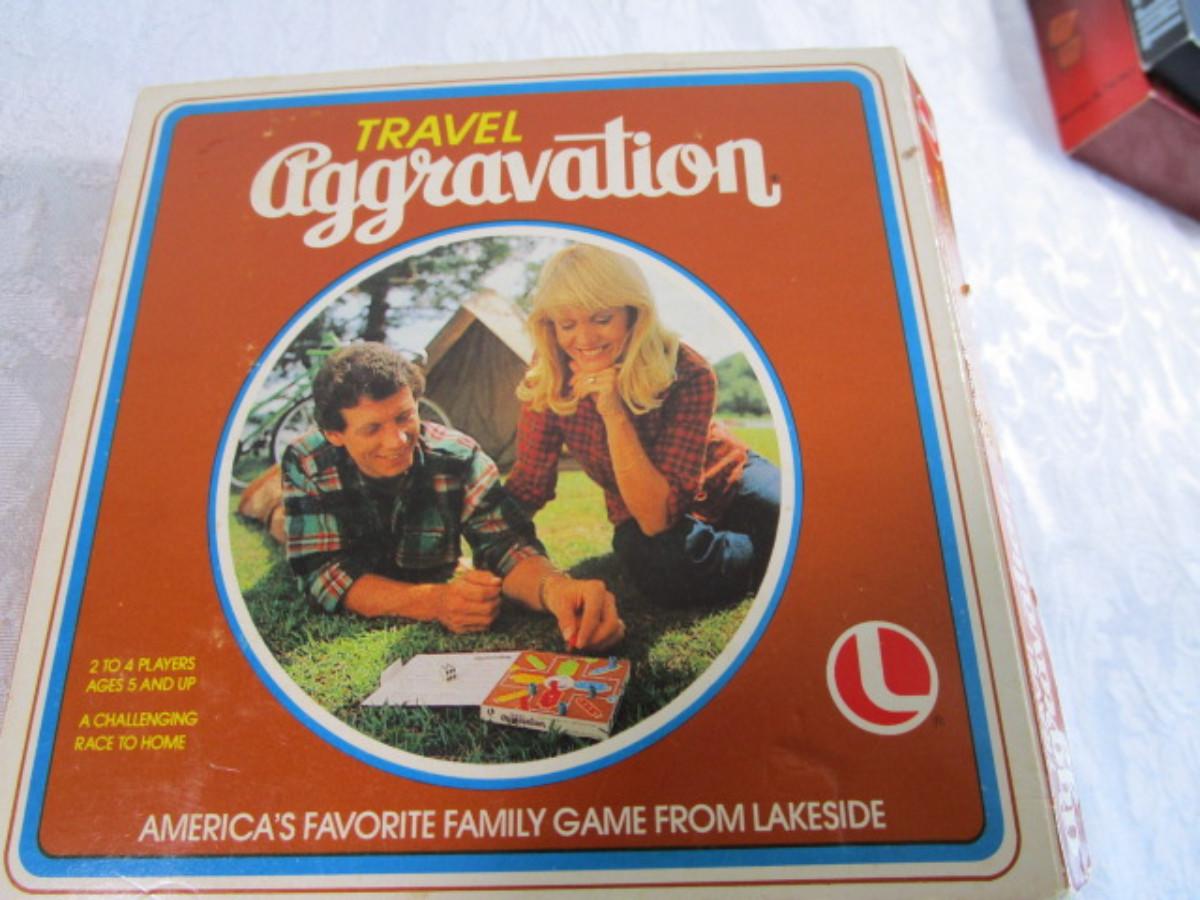 TRAVEL
Aggravation
Aggravation
2 TO 4 PLAYERS
AGES 5 AND UP
A CHALLENGING
RACE TO HOME
L
AMERICA'S FAVORITE FAMILY GAME FROM LAKESIDE